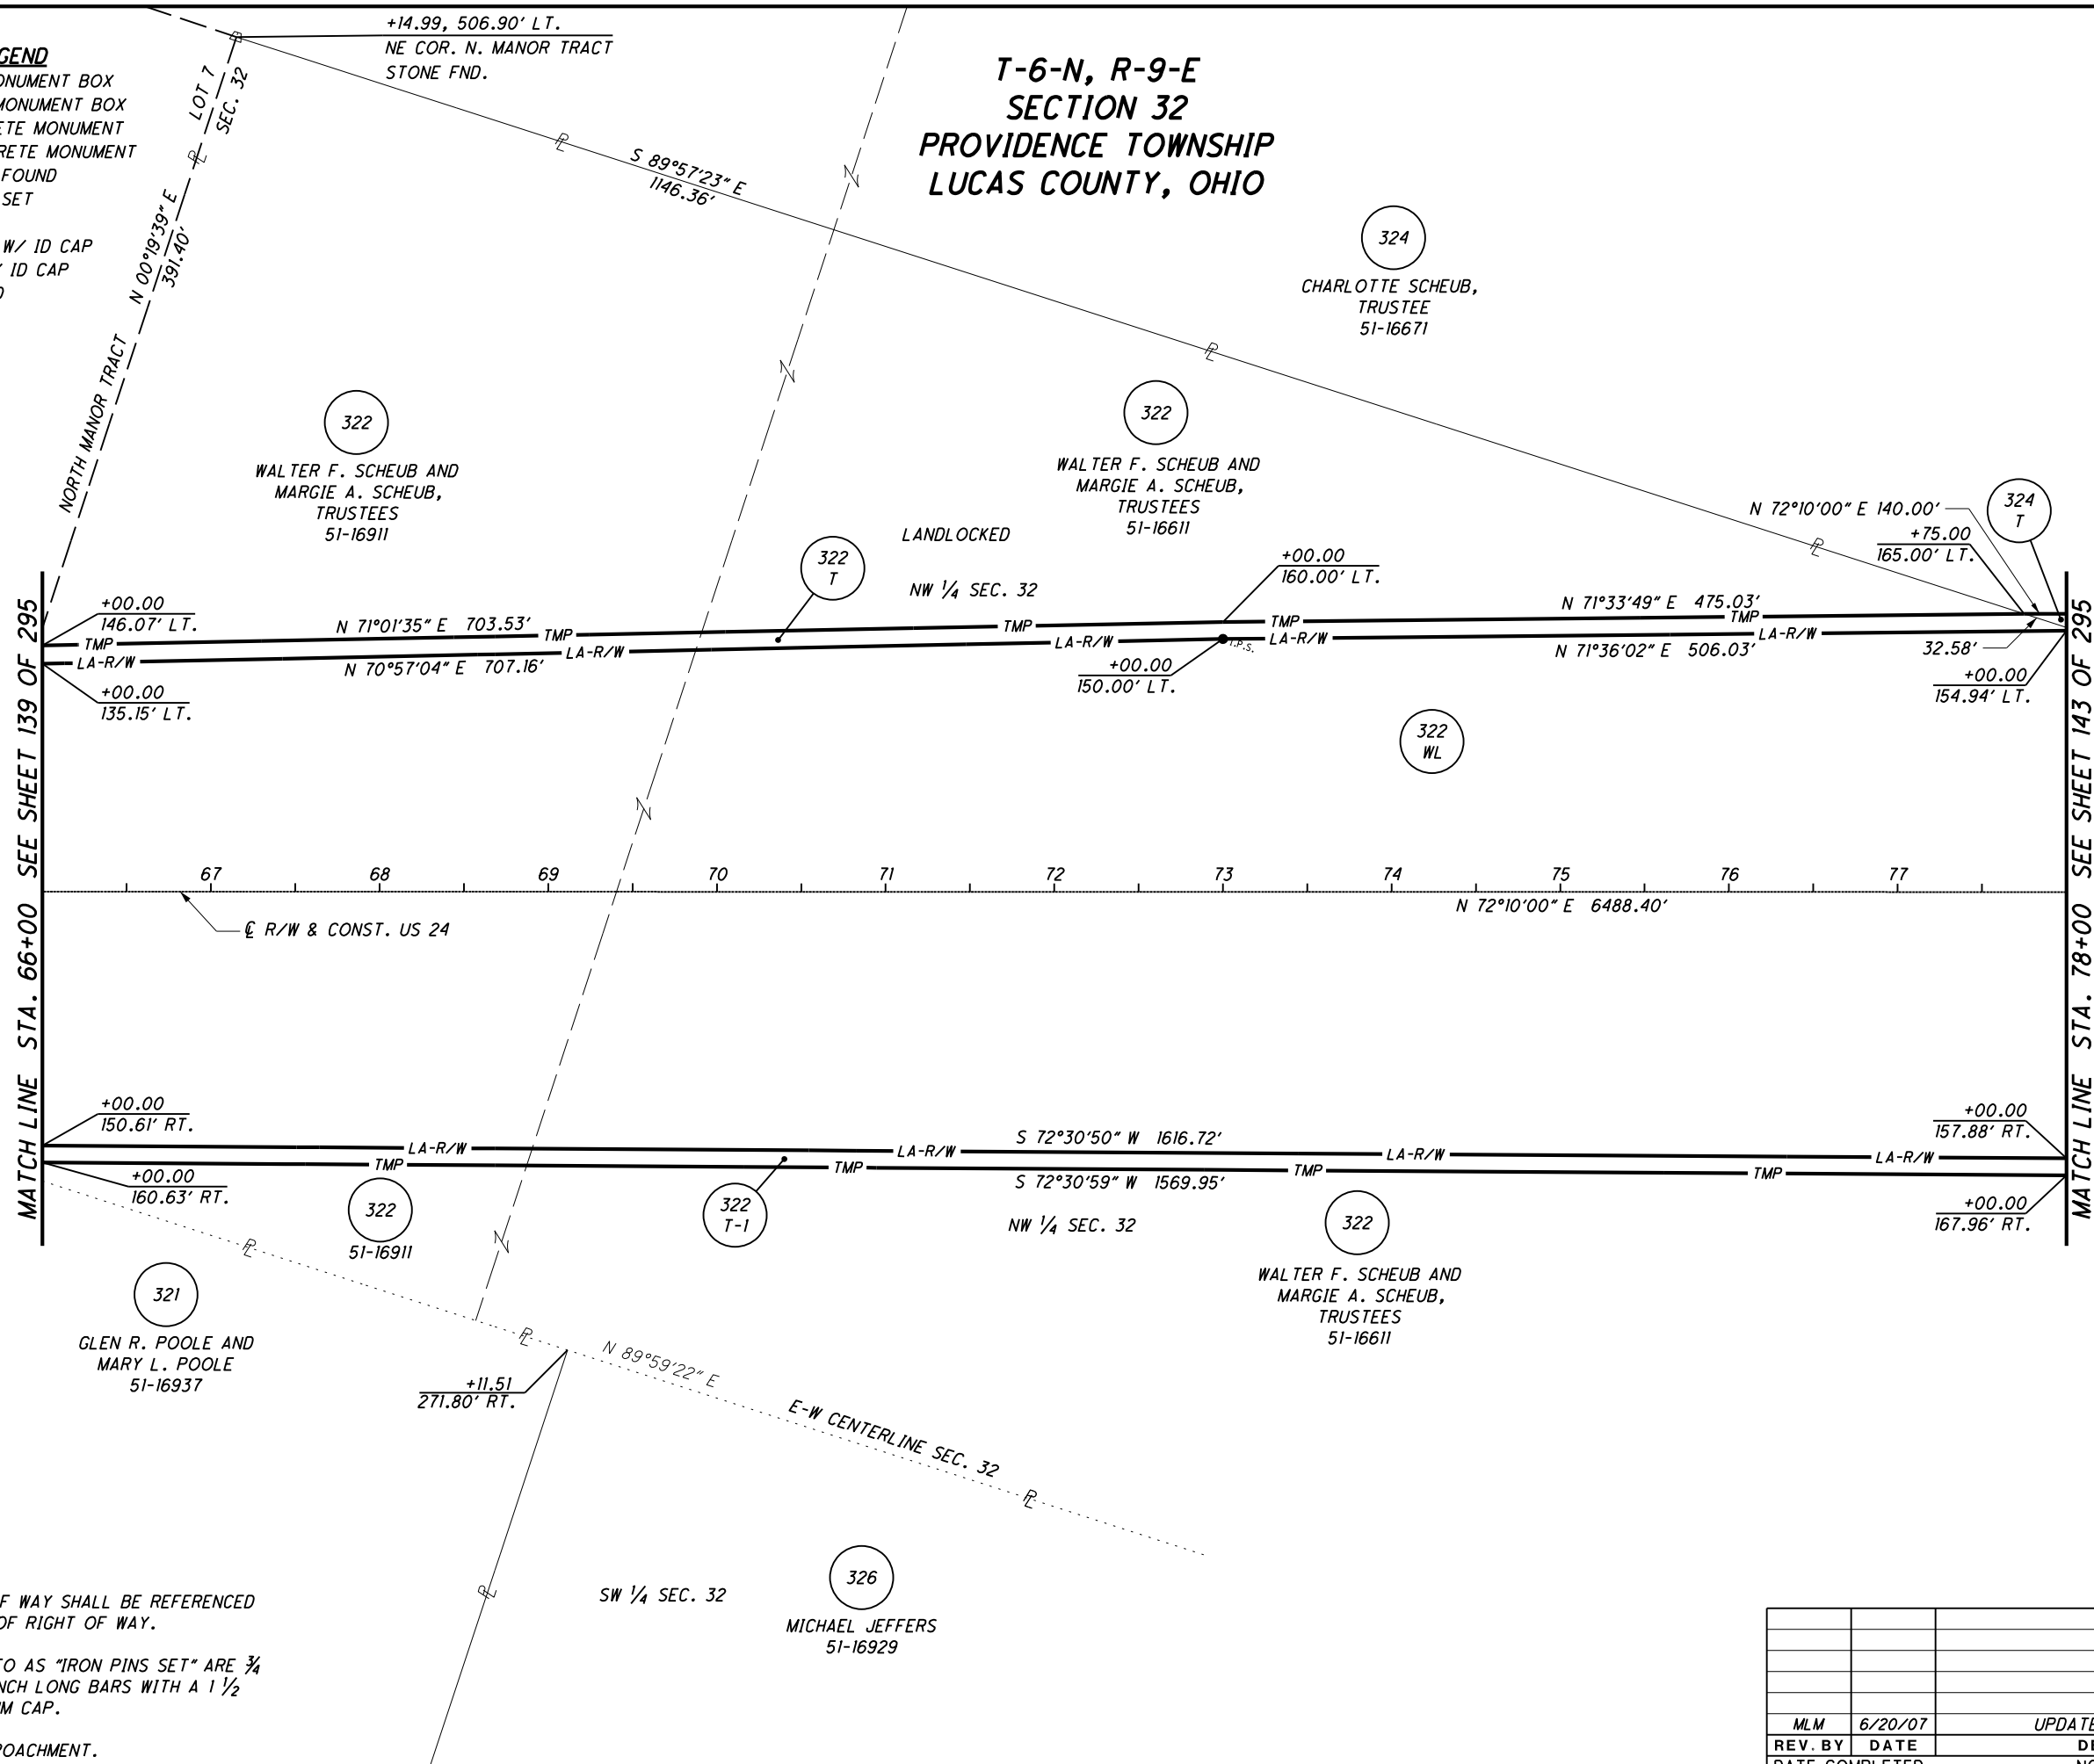 +14.99, 506.90' LT.
NE COR. N. MANOR TRACT
STONE FND.
GEND
ONUMENT BOX
MONUMENT BOX
ETE MONUMENT
RETE MONUMENT
FOUND
SET
W/ ID CAP
ID CAP
LOT 7
SEC. 32
N 00°19'39" E
391.40'
NORTH MANOR TRACT
S 89°57'23" E
1146.36'
T-6-N, R-9-E
SECTION 32
PROVIDENCE TOWNSHIP
LUCAS COUNTY, OHIO
324
CHARLOTTE SCHEUB,
TRUSTEE
51-16671
322
WALTER F. SCHEUB AND
MARGIE A. SCHEUB,
TRUSTEES
51-16911
322
WALTER F. SCHEUB AND
MARGIE A. SCHEUB,
TRUSTEES
51-16611
LANDLOCKED
322
T
NW 1/4 SEC. 32
+00.00
160.00' LT.
N 72°10'00" E 140.00'
+75.00
165.00' LT.
324
T
+00.00
146.07' LT.
N 71°01'35" E 703.53'
N 71°33'49" E 475.03'
TMP
TMP
TMP
TMP
TMP
LA-R/W
LA-R/W
LA-R/W
LA-R/W
LA-R/W
I.P.S.
N 70°57'04" E 707.16'
N 71°36'02" E 506.03'
32.58'
+00.00
135.15' LT.
+00.00
150.00' LT.
+00.00
154.94' LT.
322
WL
MATCH LINE STA. 66+00 SEE SHEET 139 OF 295
MATCH LINE STA. 78+00 SEE SHEET 143 OF 295
67 68 69 70 71 72 73 74 75 76 77
N 72°10'00" E 6488.40'
℄ R/W & CONST. US 24
+00.00
150.61' RT.
+00.00
157.88' RT.
S 72°30'50" W 1616.72'
LA-R/W
LA-R/W
LA-R/W
LA-R/W
TMP
TMP
TMP
TMP
S 72°30'59" W 1569.95'
+00.00
160.63' RT.
+00.00
167.96' RT.
322
51-16911
322
T-1
NW 1/4 SEC. 32
322
WALTER F. SCHEUB AND
MARGIE A. SCHEUB,
TRUSTEES
51-16611
321
GLEN R. POOLE AND
MARY L. POOLE
51-16937
+11.51
271.80' RT.
N 89°59'22" E
E-W CENTERLINE SEC. 32
SW 1/4 SEC. 32
326
MICHAEL JEFFERS
51-16929
F WAY SHALL BE REFERENCED
OF RIGHT OF WAY.
TO AS "IRON PINS SET" ARE 3/4
NCH LONG BARS WITH A 1 1/2
M CAP.
OACHMENT.
MLM 6/20/07 UPDATE
REV. BY DATE DE
DATE COMPLETED